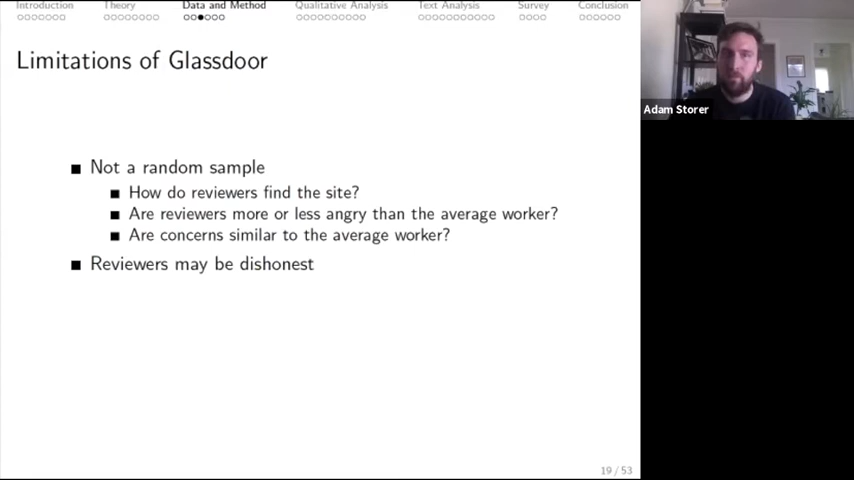 Introduction Theory Data and Method Qualitative Analysis Text Analysis Survey Conclusion
Limitations of Glassdoor
Adam Storer
Not a random sample
How do reviewers find the site?
Are reviewers more or less angry than the average worker?
Are concerns similar to the average worker?
Reviewers may be dishonest
19 / 53